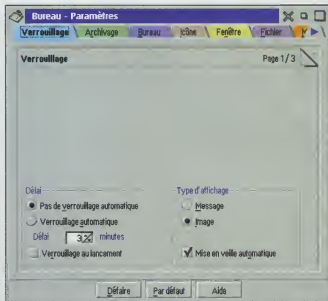 Bureau - Paramètres
Verrouillage Archivage Bureau Icône Fenêtre Fichier
Verrouillage Page 1 / 3
Délai
Pas de verrouillage automatique
Verrouillage automatique
Délai 3 minutes
Verrouillage au lancement
Type d'affichage
Message
Image
Mise en veille automatique
Défaire Par défaut Aide